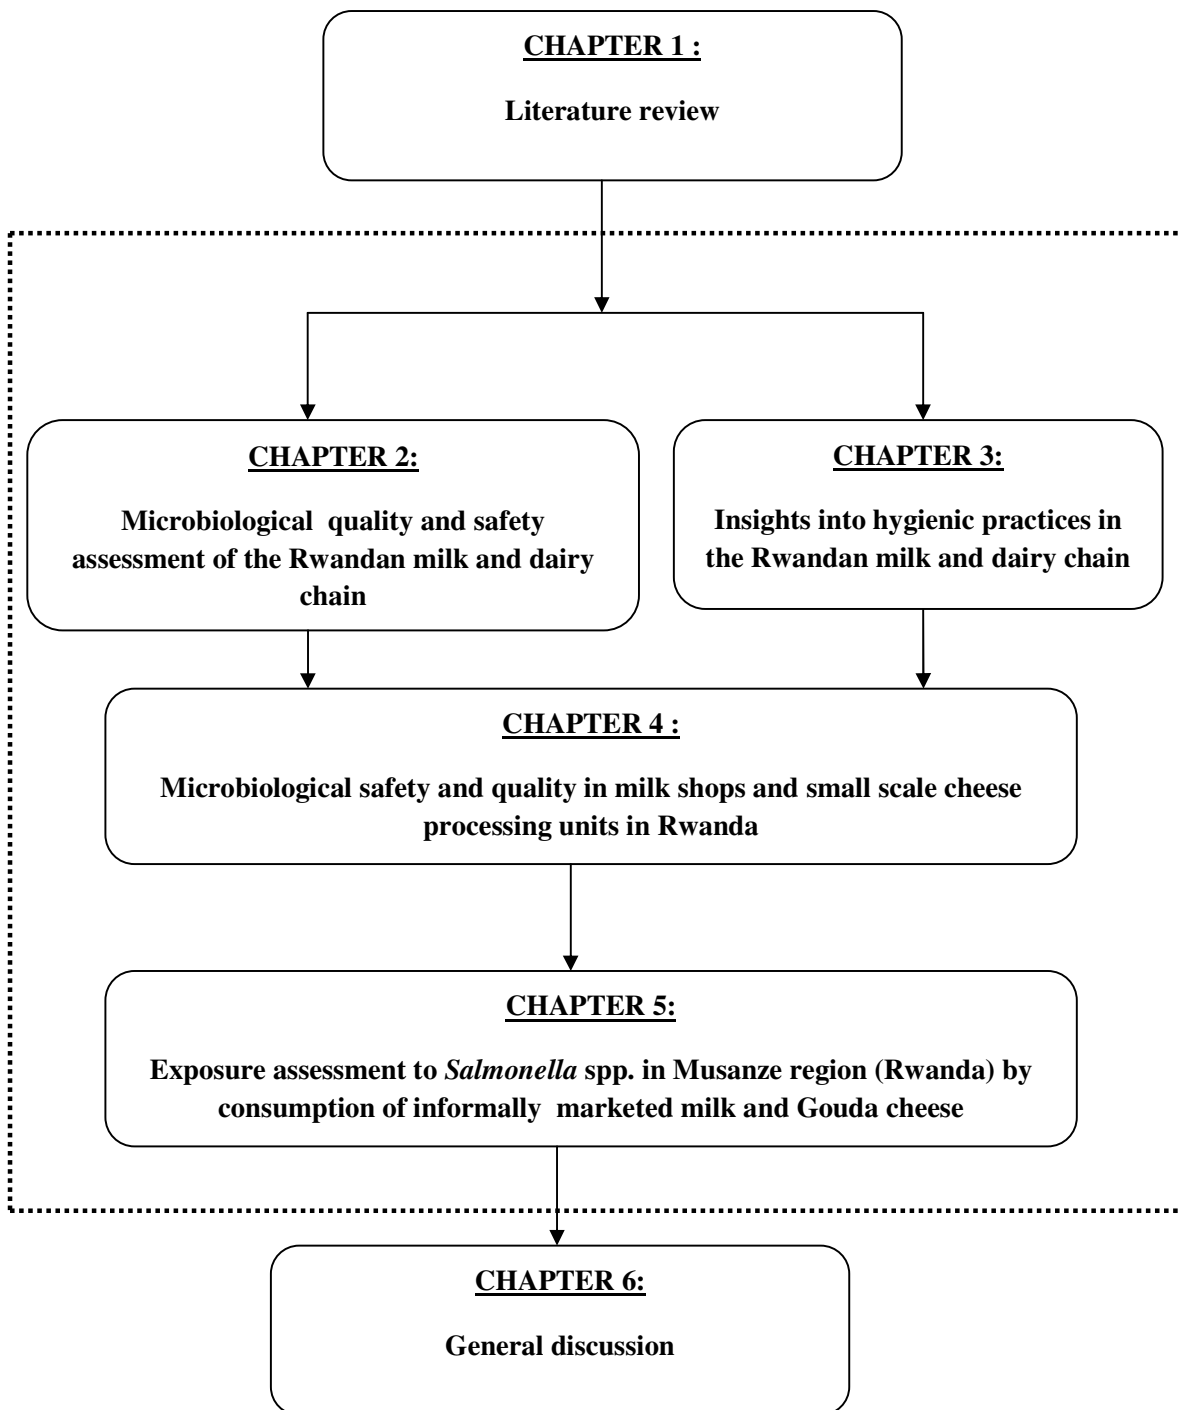 CHAPTER 1 :
Literature review
CHAPTER 2:
Microbiological quality and safety
assessment of the Rwandan milk and dairy
chain
CHAPTER 3:
Insights into hygienic practices in
the Rwandan milk and dairy chain
CHAPTER 4 :
Microbiological safety and quality in milk shops and small scale cheese
processing units in Rwanda
CHAPTER 5:
Exposure assessment to Salmonella spp. in Musanze region (Rwanda) by
consumption of informally marketed milk and Gouda cheese
CHAPTER 6:
General discussion